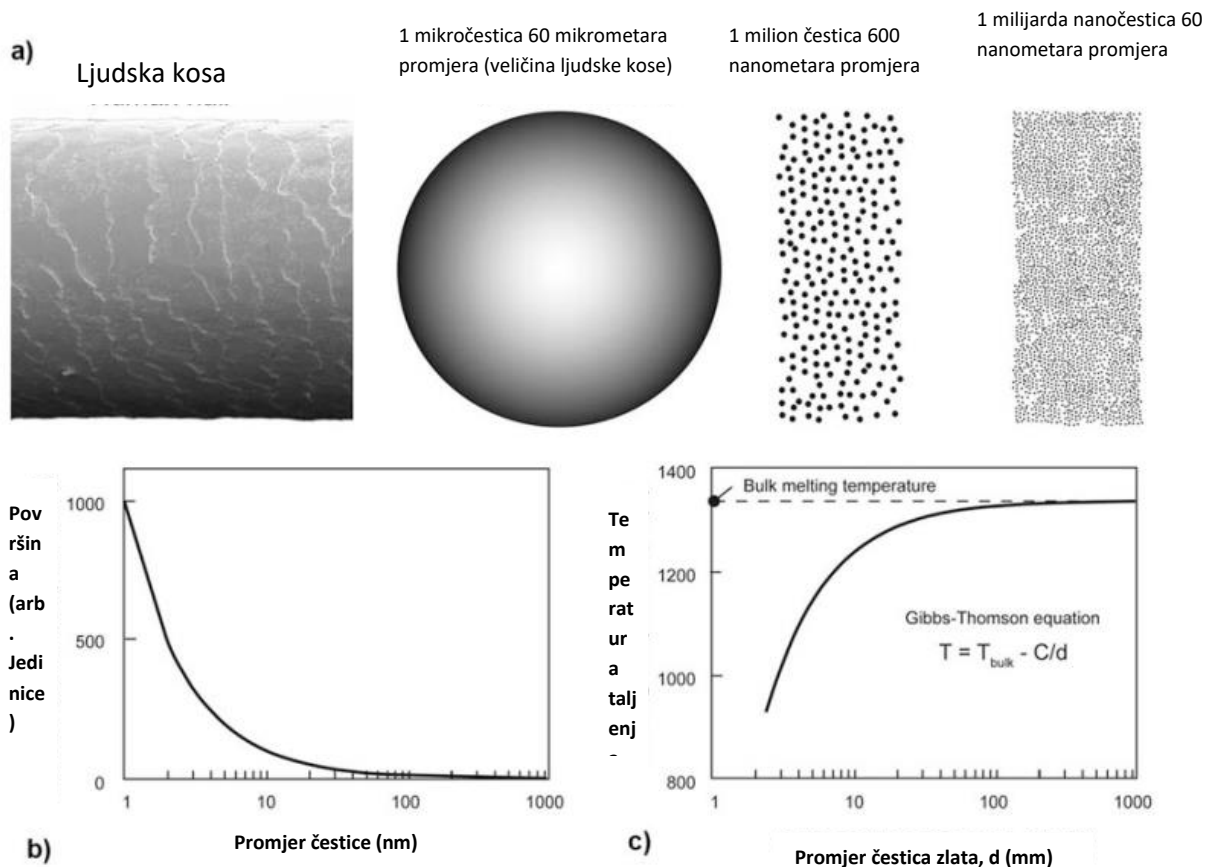 a)
Ljudska kosa
1 mikročestica 60 mikrometara
promjera (veličina ljudske kose)
1 milion čestica 600
nanometara promjera
1 milijarda nanočestica 60
nanometara promjera
Pov
ršin
a
(arb
.
Jedi
nice
)
1000
500
0
1
10
100
1000
Promjer čestice (nm)
b)
Te
m
pe
rat
ur
a
talj
enj
1400
1200
1000
800
Bulk melting temperature
Gibbs-Thomson equation
T = Tbulk - C/d
1
10
100
1000
Promjer čestica zlata, d (mm)
c)